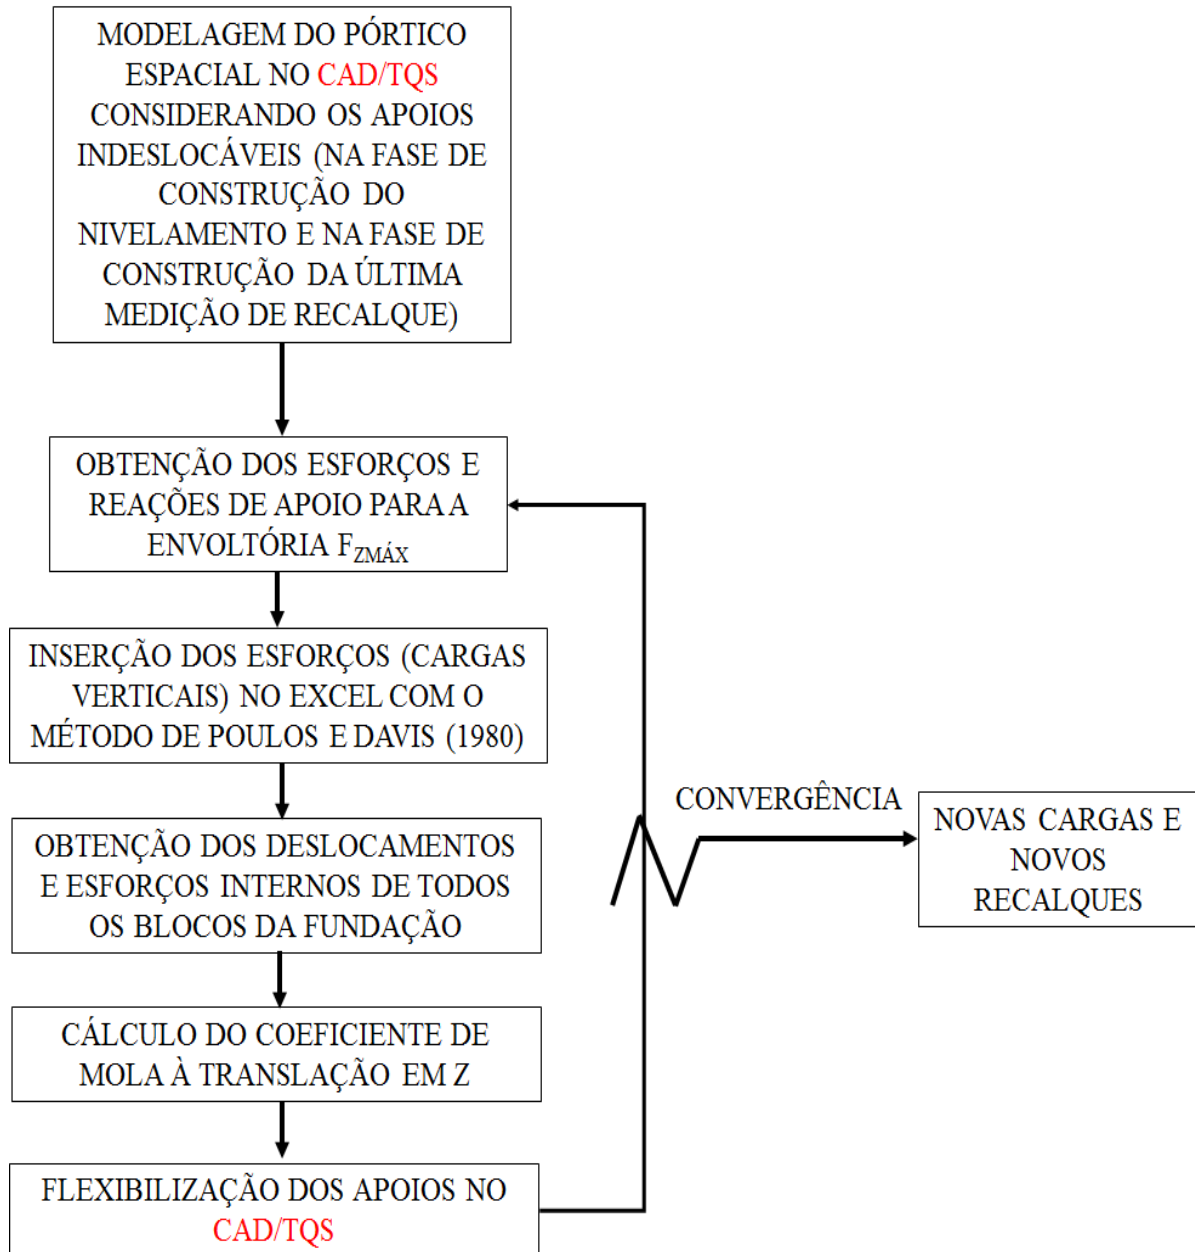 MODELAGEM DO PÓRTICO
ESPACIAL NO CAD/TQS
CONSIDERANDO OS APOIOS
INDESLOCÁVEIS (NA FASE DE
CONSTRUÇÃO DO
NIVELAMENTO E NA FASE DE
CONSTRUÇÃO DA ÚLTIMA
MEDIÇÃO DE RECALQUE)
OBTENÇÃO DOS ESFORÇOS E
REAÇÕES DE APOIO PARA A
ENVOLTÓRIA FZMÁX
INSERÇÃO DOS ESFORÇOS (CARGAS
VERTICAIS) NO EXCEL COM O
MÉTODO DE POULOS E DAVIS (1980)
OBTENÇÃO DOS DESLOCAMENTOS
E ESFORÇOS INTERNOS DE TODOS
OS BLOCOS DA FUNDAÇÃO
CÁLCULO DO COEFICIENTE DE
MOLA À TRANSLAÇÃO EM Z
FLEXIBILIZAÇÃO DOS APOIOS NO
CAD/TQS
CONVERGÊNCIA
NOVAS CARGAS E
NOVOS
RECALQUES